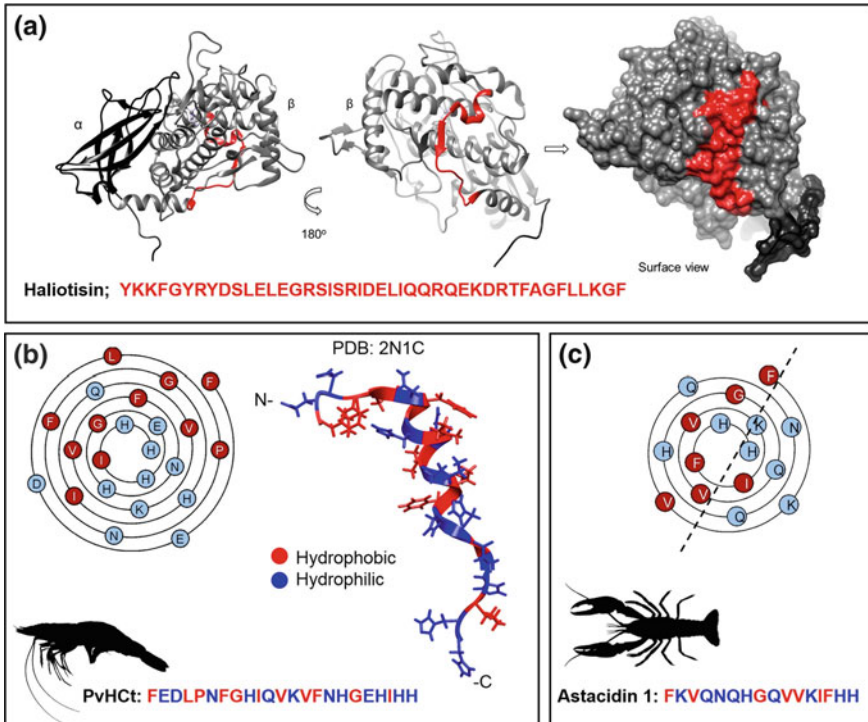 (a)
α
β
β
180°
Surface view
Haliotisin; YKKFGYRYDSLELEGRSISRIDELIQQRQEKDRTFAGFLLKGF
(b)
PDB: 2N1C
N-
L
G F
Q F
F G H E V
V I H P
N
D H H
I H H
N E
Hydrophobic
Hydrophilic
-C
PvHCt: FEDLPNFGHIQVKVFNHGEHIHH
(c)
F
Q G
V H K N
H F H
Q
V V I K
Q
Astacidin 1: FKVQNQHGQVVKIFHH